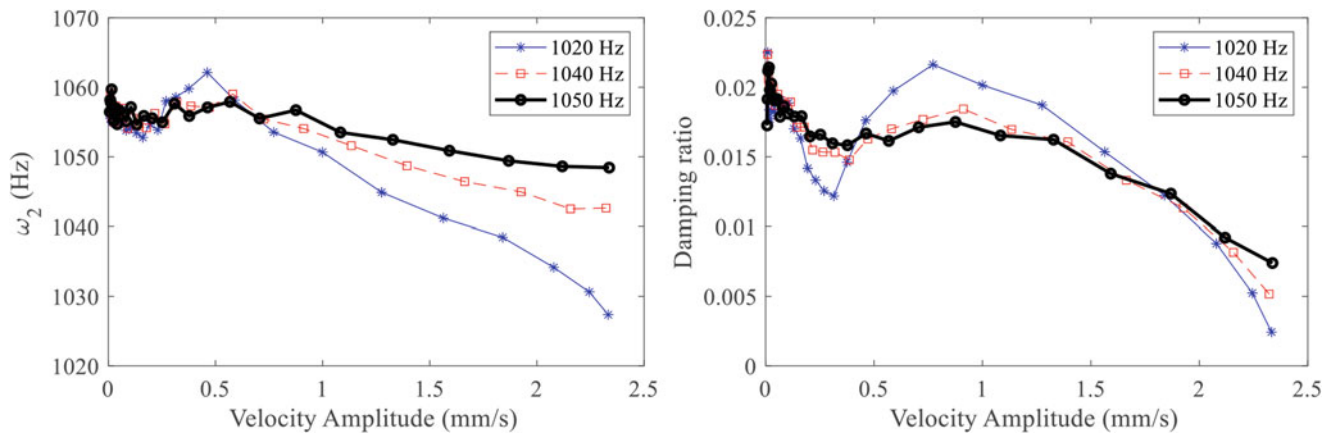 1070
1060
1050
1040
1030
1020
ω2 (Hz)
0 0.5 1 1.5 2 2.5
Velocity Amplitude (mm/s)
1020 Hz
1040 Hz
1050 Hz
0.025
0.02
0.015
0.01
0.005
0
Damping ratio
0 0.5 1 1.5 2 2.5
Velocity Amplitude (mm/s)
1020 Hz
1040 Hz
1050 Hz